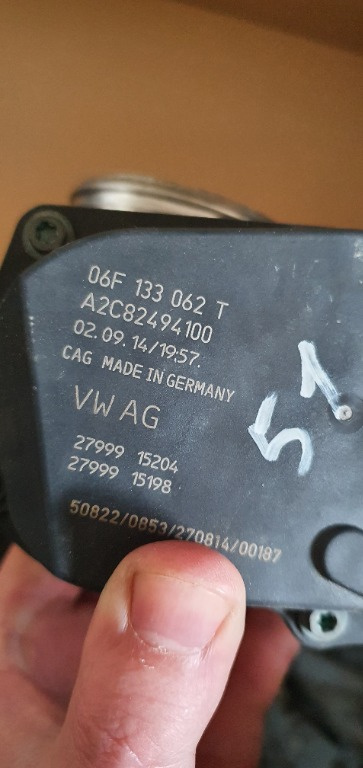 06F 133 062 T
A2C82494100
02.09.14/19:57
CAG MADE IN GERMANY
VW AG
27999 15204
27999 15198
50822/0853/270814/00187
51